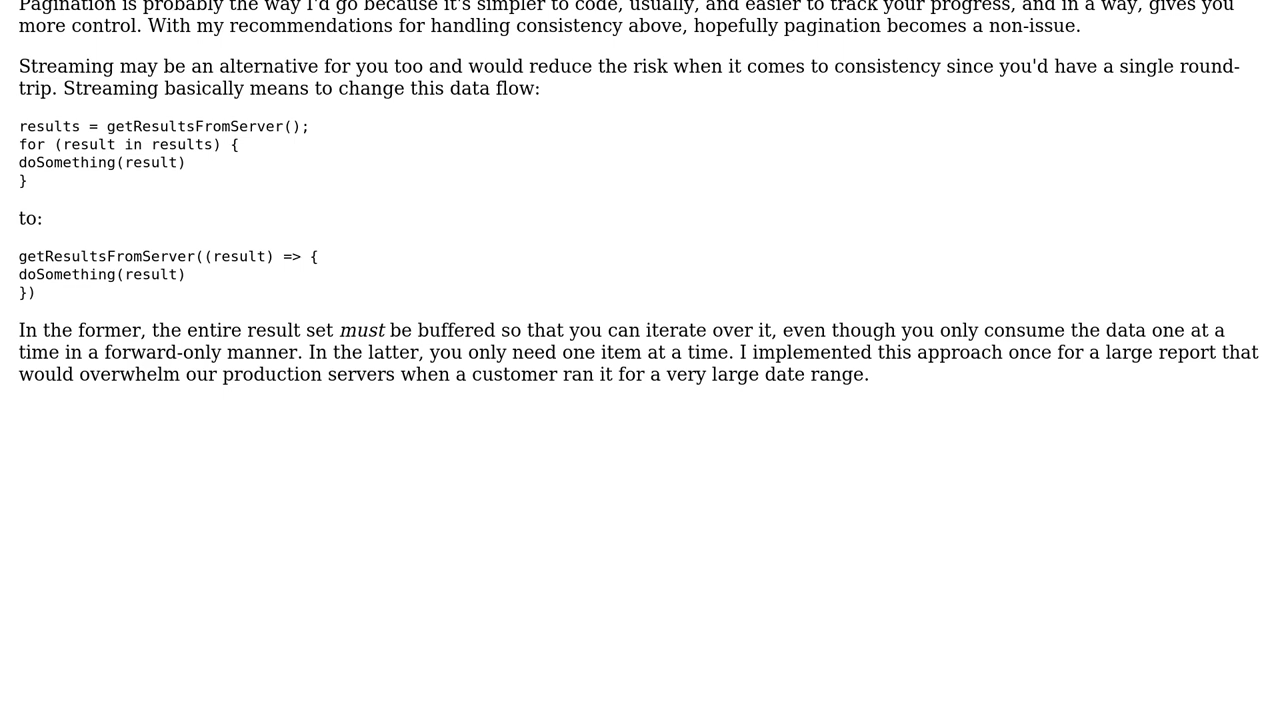 Pagination is probably the way I'd go because it's simpler to code, usually, and easier to track your progress, and in a way, gives you
more control. With my recommendations for handling consistency above, hopefully pagination becomes a non-issue.
Streaming may be an alternative for you too and would reduce the risk when it comes to consistency since you'd have a single round-
trip. Streaming basically means to change this data flow:
results = getResultsFromServer();
for (result in results) {
doSomething(result)
}
to:
getResultsFromServer((result) => {
doSomething(result)
})
In the former, the entire result set must be buffered so that you can iterate over it, even though you only consume the data one at a
time in a forward-only manner. In the latter, you only need one item at a time. I implemented this approach once for a large report that
would overwhelm our production servers when a customer ran it for a very large date range.